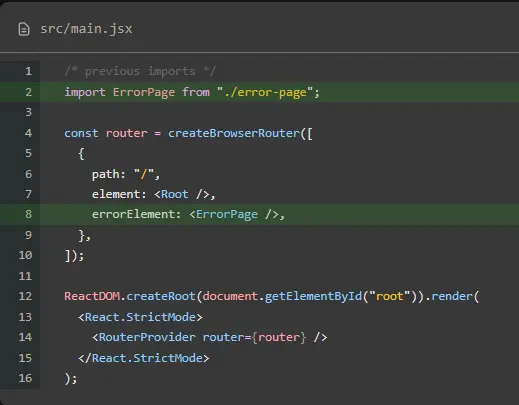 src/main.jsx
1 /* previous imports */
2 import ErrorPage from "./error-page";
3
4 const router = createBrowserRouter([
5   {
6     path: "/",
7     element: <Root />,
8     errorElement: <ErrorPage />,
9   },
10 ]);
11
12 ReactDOM.createRoot(document.getElementById("root")).render(
13   <React.StrictMode>
14     <RouterProvider router={router} />
15   </React.StrictMode>
16 );